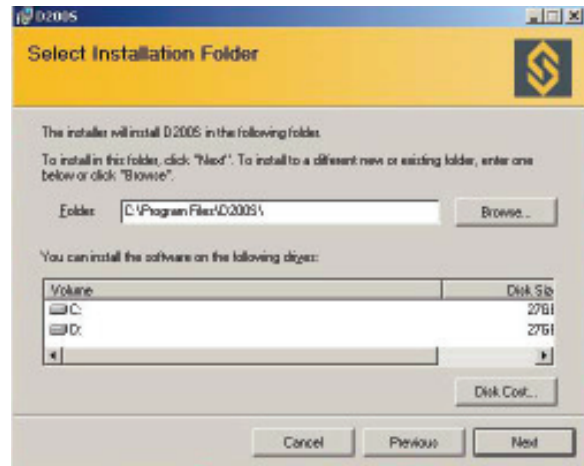 D200S
Select Installation Folder
The installer will install D200S in the following folder.
To install in this folder, click "Next". To install to a different new or existing folder, enter one
below or click "Browse".
Folder:
C:\Program Files\D200S\
Browse...
You can install the software on the following drives:
Volume Disk Siz
C:
D:
Disk Cost...
Cancel Previous Next